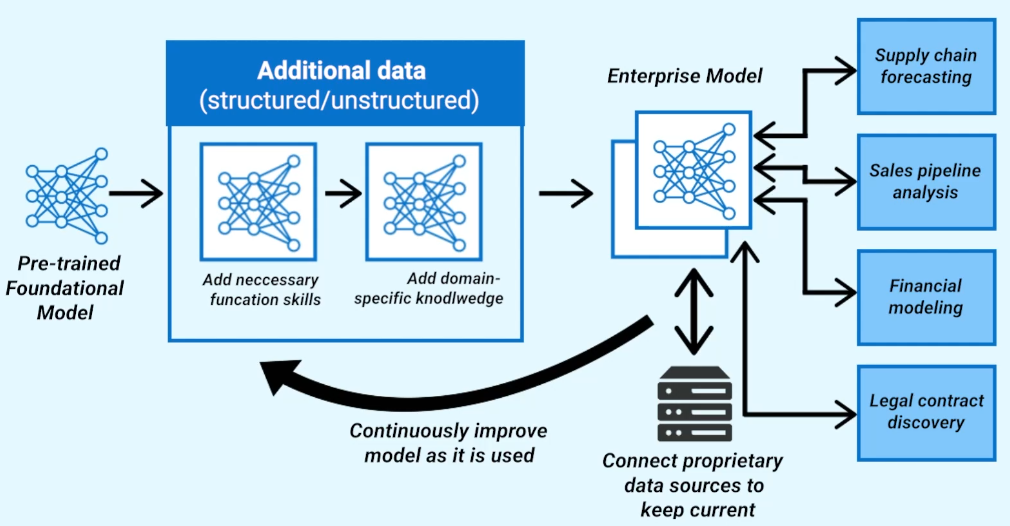 Additional data
(structured/unstructured)
Pre-trained
Foundational
Model
Add neccessary
funcation skills
Add domain-
specific knodlwedge
Enterprise Model
Supply chain
forecasting
Sales pipeline
analysis
Financial
modeling
Legal contract
discovery
Continuously improve
model as it is used
Connect proprietary
data sources to
keep current